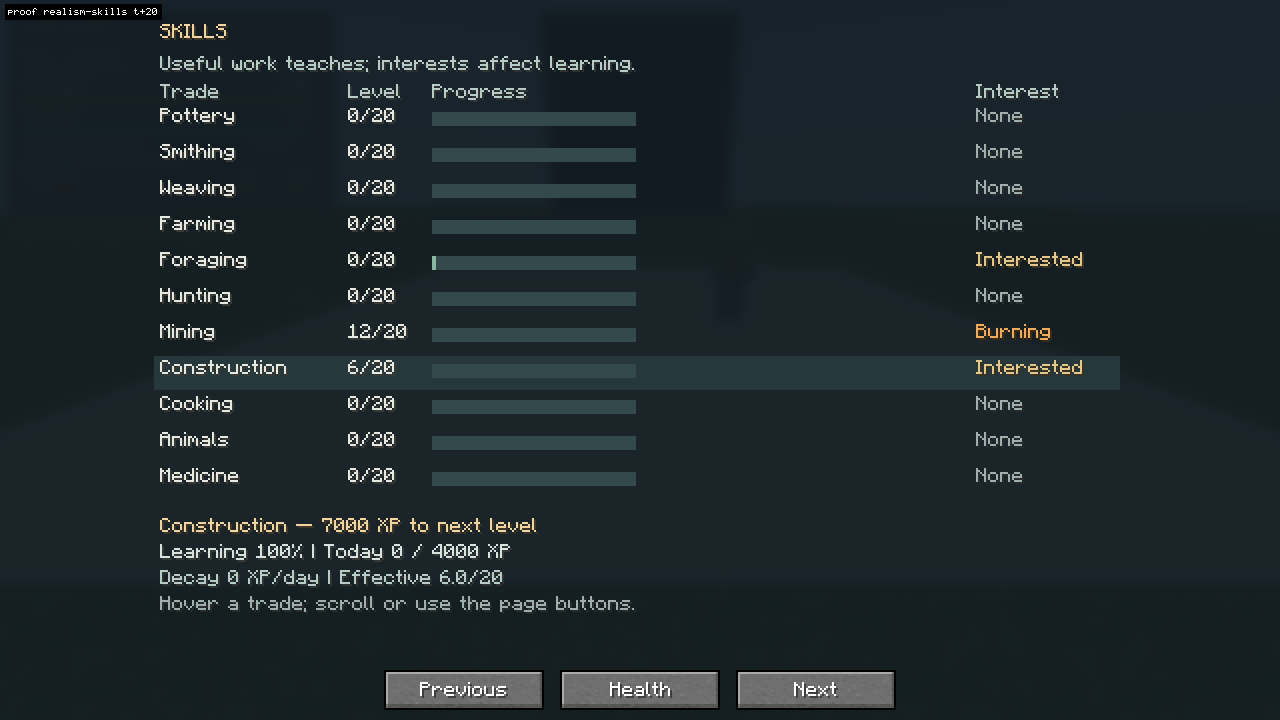 proof realism-skills t+20
SKILLS
Useful work teaches; interests affect learning.
Trade Level Progress Interest
Pottery 0/20 None
Smithing 0/20 None
Weaving 0/20 None
Farming 0/20 None
Foraging 0/20 Interested
Hunting 0/20 None
Mining 12/20 Burning
Construction 6/20 Interested
Cooking 0/20 None
Animals 0/20 None
Medicine 0/20 None
Construction — 7000 XP to next level
Learning 100% | Today 0 / 4000 XP
Decay 0 XP/day | Effective 6.0/20
Hover a trade; scroll or use the page buttons.
Previous Health Next